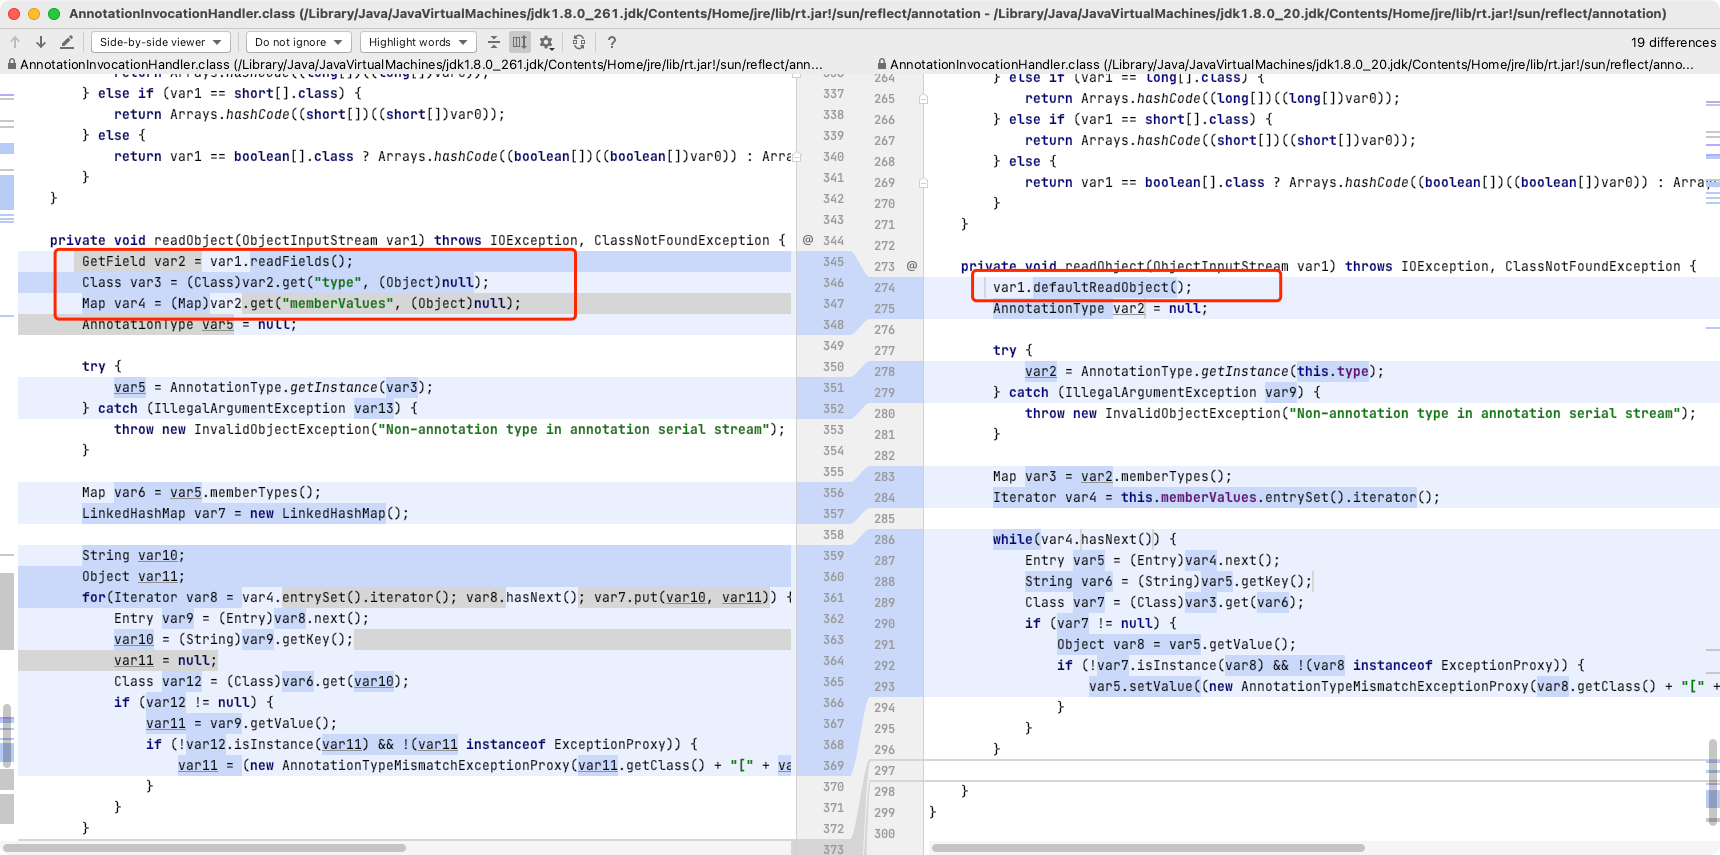 AnnotationInvocationHandler.class (/Library/Java/JavaVirtualMachines/jdk1.8.0_261.jdk/Contents/Home/jre/lib/rt.jar!/sun/reflect/annotation - /Library/Java/JavaVirtualMachines/jdk1.8.0_20.jdk/Contents/Home/jre/lib/rt.jar!/sun/reflect/annotation)
Side-by-side viewer Do not ignore Highlight words ? 19 differences
AnnotationInvocationHandler.class (/Library/Java/JavaVirtualMachines/jdk1.8.0_261.jdk/Contents/Home/jre/lib/rt.jar!/sun/reflect/ann...
return Arrays.hashCode((long[])((long[])var0));
} else if (var1 == short[].class) { 337
return Arrays.hashCode((short[])((short[])var0)); 338
} else { 339
return var1 == boolean[].class ? Arrays.hashCode((boolean[])((boolean[])var0)) : Arra 340
} 341
} 342
343
private void readObject(ObjectInputStream var1) throws IOException, ClassNotFoundException { @ 344
GetField var2 = var1.readFields(); 345
Class var3 = (Class)var2.get("type", (Object)null); 346
Map var4 = (Map)var2.get("memberValues", (Object)null); 347
AnnotationType var5 = null; 348
349
try { 350
var5 = AnnotationType.getInstance(var3); 351
} catch (IllegalArgumentException var13) { 352
throw new InvalidObjectException("Non-annotation type in annotation serial stream"); 353
} 354
355
Map var6 = var5.memberTypes(); 356
LinkedHashMap var7 = new LinkedHashMap(); 357
358
String var10; 359
Object var11; 360
for(Iterator var8 = var4.entrySet().iterator(); var8.hasNext(); var7.put(var10, var11)) { 361
Entry var9 = (Entry)var8.next(); 362
var10 = (String)var9.getKey(); 363
var11 = null; 364
Class var12 = (Class)var6.get(var10); 365
if (var12 != null) { 366
var11 = var9.getValue(); 367
if (!var12.isInstance(var11) && !(var11 instanceof ExceptionProxy)) { 368
var11 = (new AnnotationTypeMismatchExceptionProxy(var11.getClass() + "[" + va 369
} 370
} 371
} 372
373
AnnotationInvocationHandler.class (/Library/Java/JavaVirtualMachines/jdk1.8.0_20.jdk/Contents/Home/jre/lib/rt.jar!/sun/reflect/anno...
264 } else if (var1 == long[].class) {
265 return Arrays.hashCode((long[])((long[])var0));
266 } else if (var1 == short[].class) {
267 return Arrays.hashCode((short[])((short[])var0));
268 } else {
269 return var1 == boolean[].class ? Arrays.hashCode((boolean[])((boolean[])var0)) : Arra
270 }
271 }
272
273 @ private void readObject(ObjectInputStream var1) throws IOException, ClassNotFoundException {
274 var1.defaultReadObject();
275 AnnotationType var2 = null;
276
277 try {
278 var2 = AnnotationType.getInstance(this.type);
279 } catch (IllegalArgumentException var9) {
280 throw new InvalidObjectException("Non-annotation type in annotation serial stream");
281 }
282
283 Map var3 = var2.memberTypes();
284 Iterator var4 = this.memberValues.entrySet().iterator();
285
286 while(var4.hasNext()) {
287 Entry var5 = (Entry)var4.next();
288 String var6 = (String)var5.getKey();
289 Class var7 = (Class)var3.get(var6);
290 if (var7 != null) {
291 Object var8 = var5.getValue();
292 if (!var7.isInstance(var8) && !(var8 instanceof ExceptionProxy)) {
293 var5.setValue((new AnnotationTypeMismatchExceptionProxy(var8.getClass() + "[" +
294 }
295 }
296 }
297
298 }
299 }
300